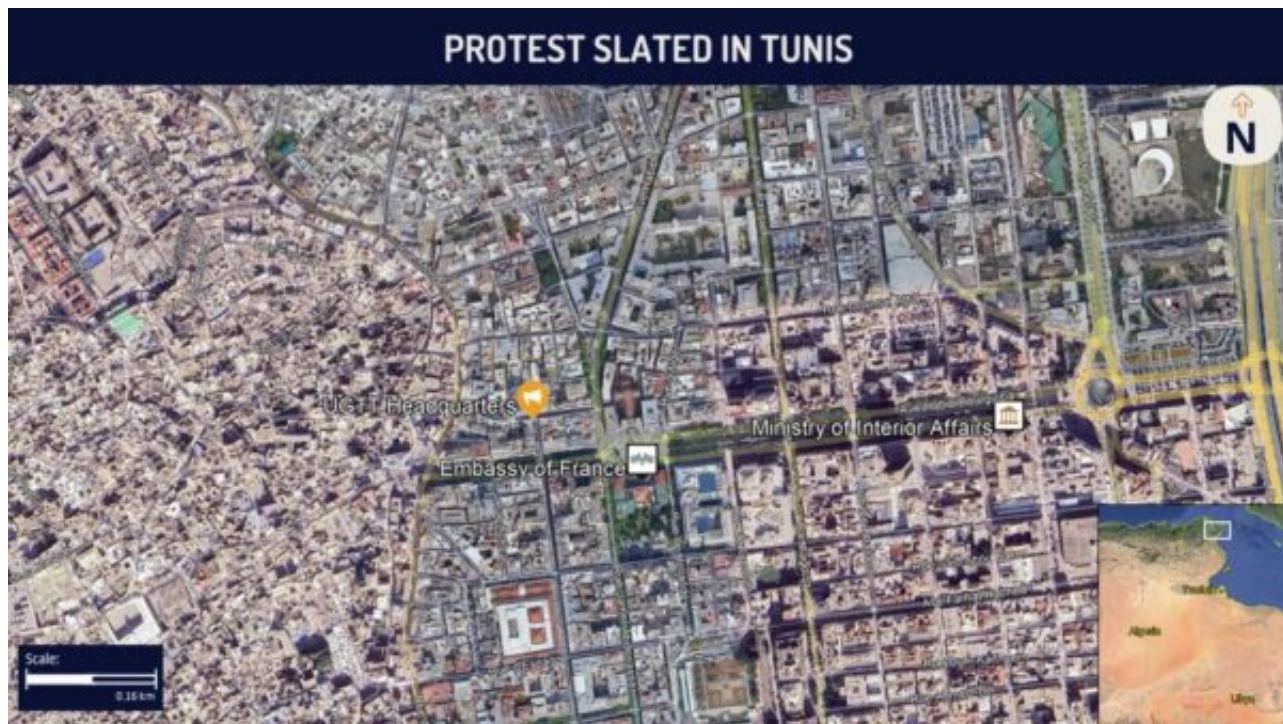 PROTEST SLATED IN TUNIS
N
UGTT Headquarters
Ministry of Interior Affairs
Embassy of France
Tunisia
Algeria
Libya
Scale:
0.16 km